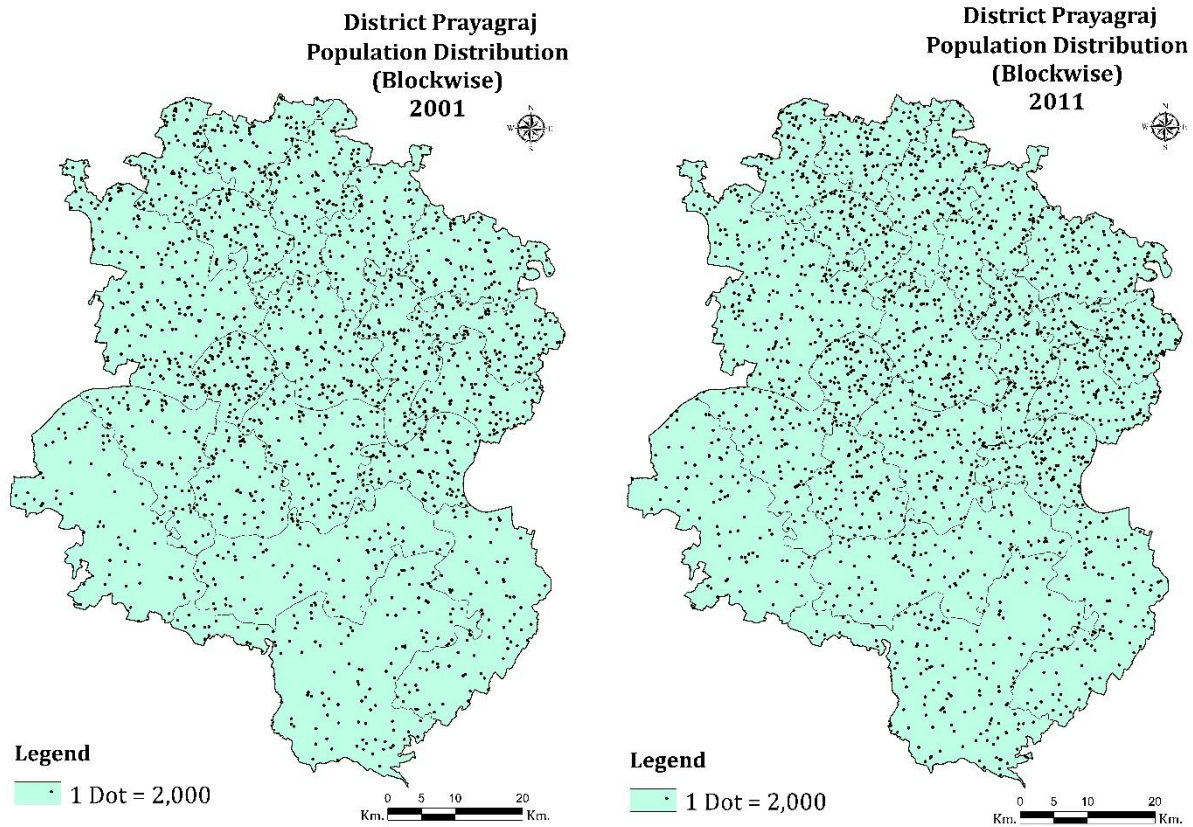 District Prayagraj
Population Distribution
(Blockwise)
2001
N
W E
S
Legend
1 Dot = 2,000
0 5 10 20
Km. Km.
District Prayagraj
Population Distribution
(Blockwise)
2011
N
W E
S
Legend
1 Dot = 2,000
0 5 10 20
Km. Km.